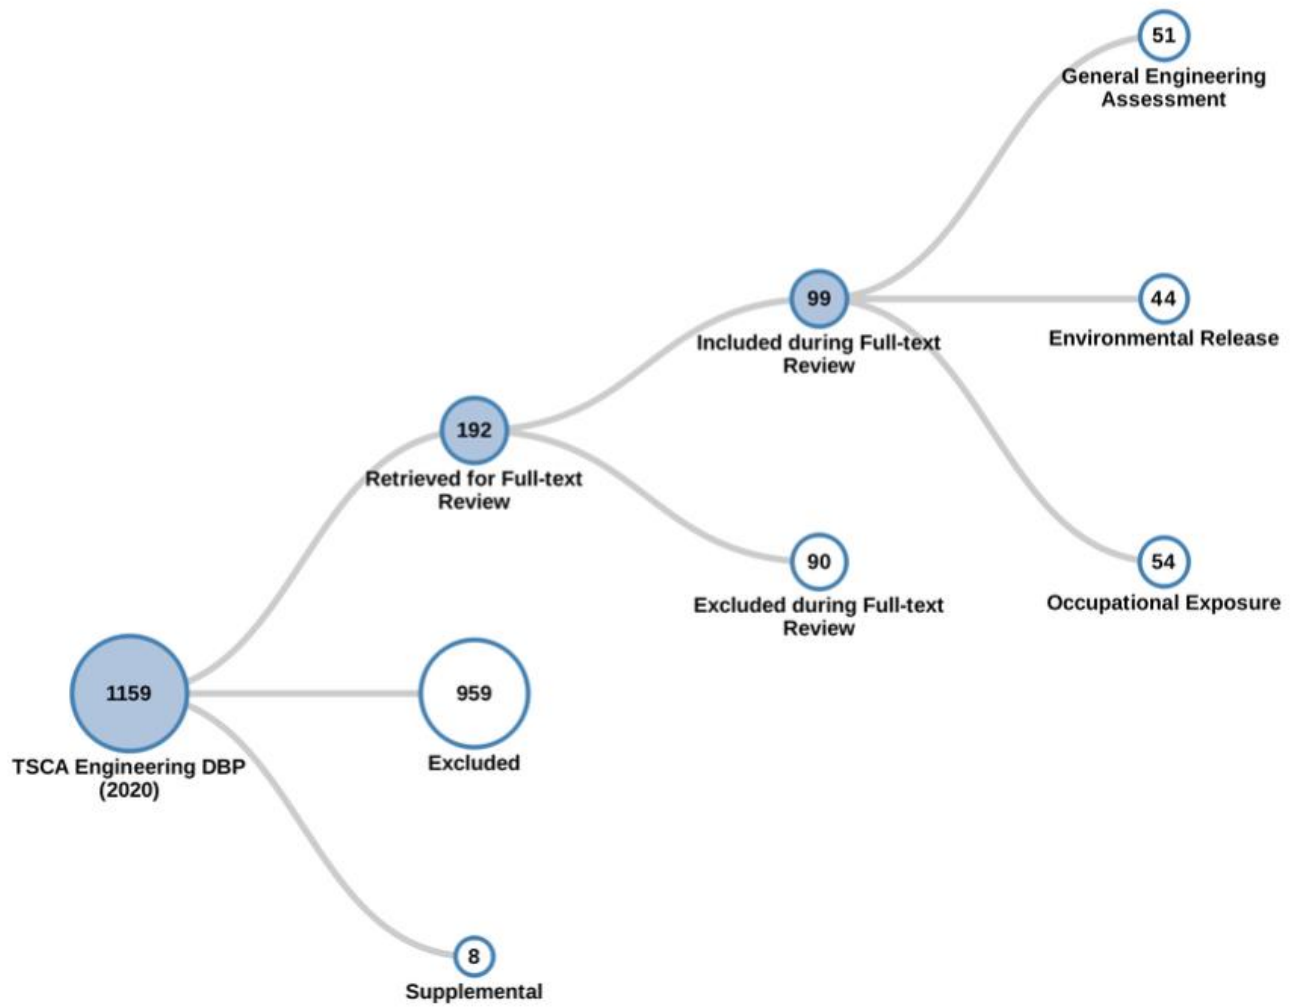 51
General Engineering
Assessment
99
Included during Full-text
Review
44
Environmental Release
192
Retrieved for Full-text
Review
90
Excluded during Full-text
Review
54
Occupational Exposure
1159
TSCA Engineering DBP
(2020)
959
Excluded
8
Supplemental